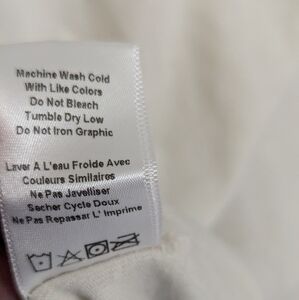 Machine Wash Cold
With Like Colors
Do Not Bleach
Tumble Dry Low
Do Not Iron Graphic
Laver A L'eau Froide Avec
Couleurs Similaires
Ne Pas Javelliser
Secher Cycle Doux
Ne Pas Repassar L' Imprime